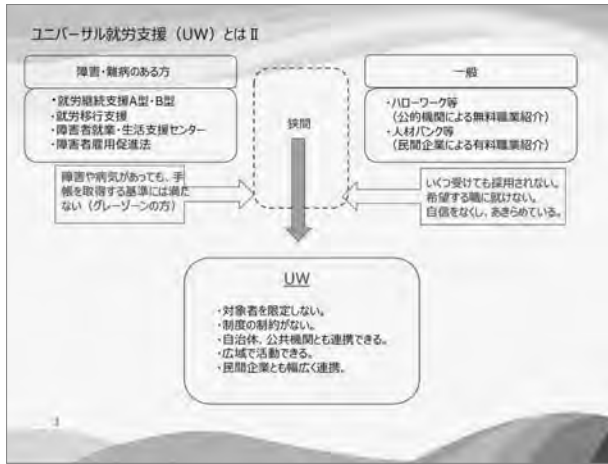 ユニバーサル就労支援（UW）とはⅡ
障害・難病のある方
・就労継続支援A型・B型
・就労移行支援
・障害者就業・生活支援センター
・障害者雇用促進法
狭間
一般
・ハローワーク等
（公的機関による無料職業紹介）
・人材バンク等
（民間企業による有料職業紹介）
障害や病気があっても、手
帳を取得する基準には満た
ない（グレーゾーンの方）
いくつ受けても採用されない。
希望する職に就けない。
自信をなくし、あきらめている。
UW
・対象者を限定しない。
・制度の制約がない。
・自治体、公共機関とも連携できる。
・広域で活動できる。
・民間企業とも幅広く連携。
3